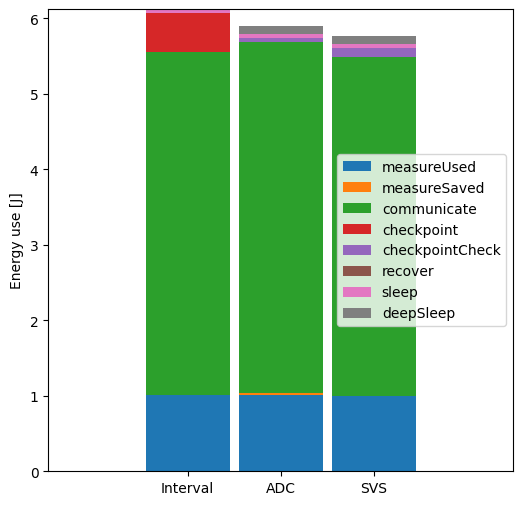 6
5
4
3
2
1
0
Energy use [J]
measureUsed
measureSaved
communicate
checkpoint
checkpointCheck
recover
sleep
deepSleep
Interval
ADC
SVS